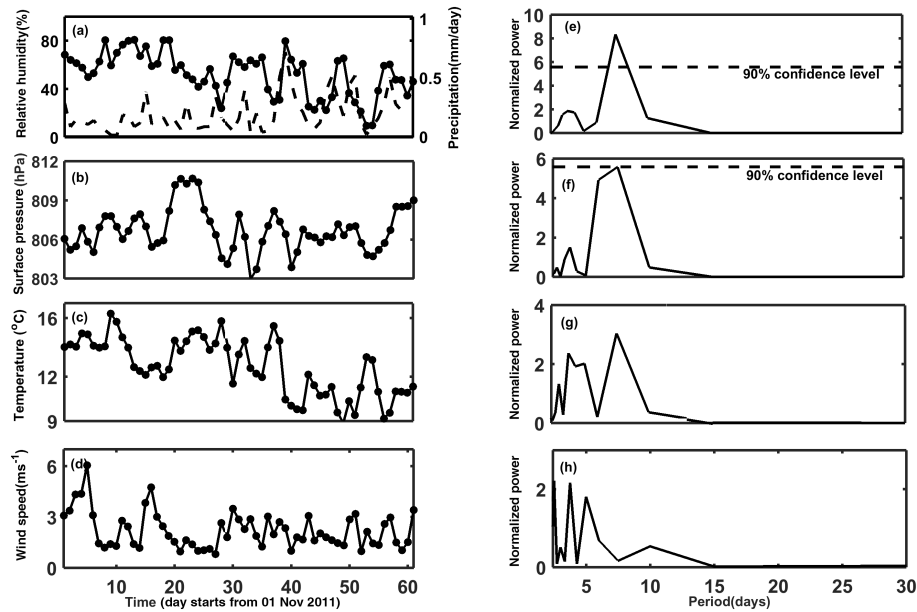 (a)
Relative humidity(%)
80
40
0
1
0.5
0
Precipitation(mm/day)
(b)
Surface pressure (hPa)
812
809
806
803
(c)
Temperature (°C)
16
12
9
(d)
Wind speed(ms-1)
6
3
0
10 20 30 40 50 60
Time (day starts from 01 Nov 2011)
(e)
Normalized power
10
8
6
4
2
0
90% confidence level
(f)
Normalized power
6
4
2
0
90% confidence level
(g)
Normalized power
4
2
0
(h)
Normalized power
2
0
5 10 15 20 25 30
Period(days)